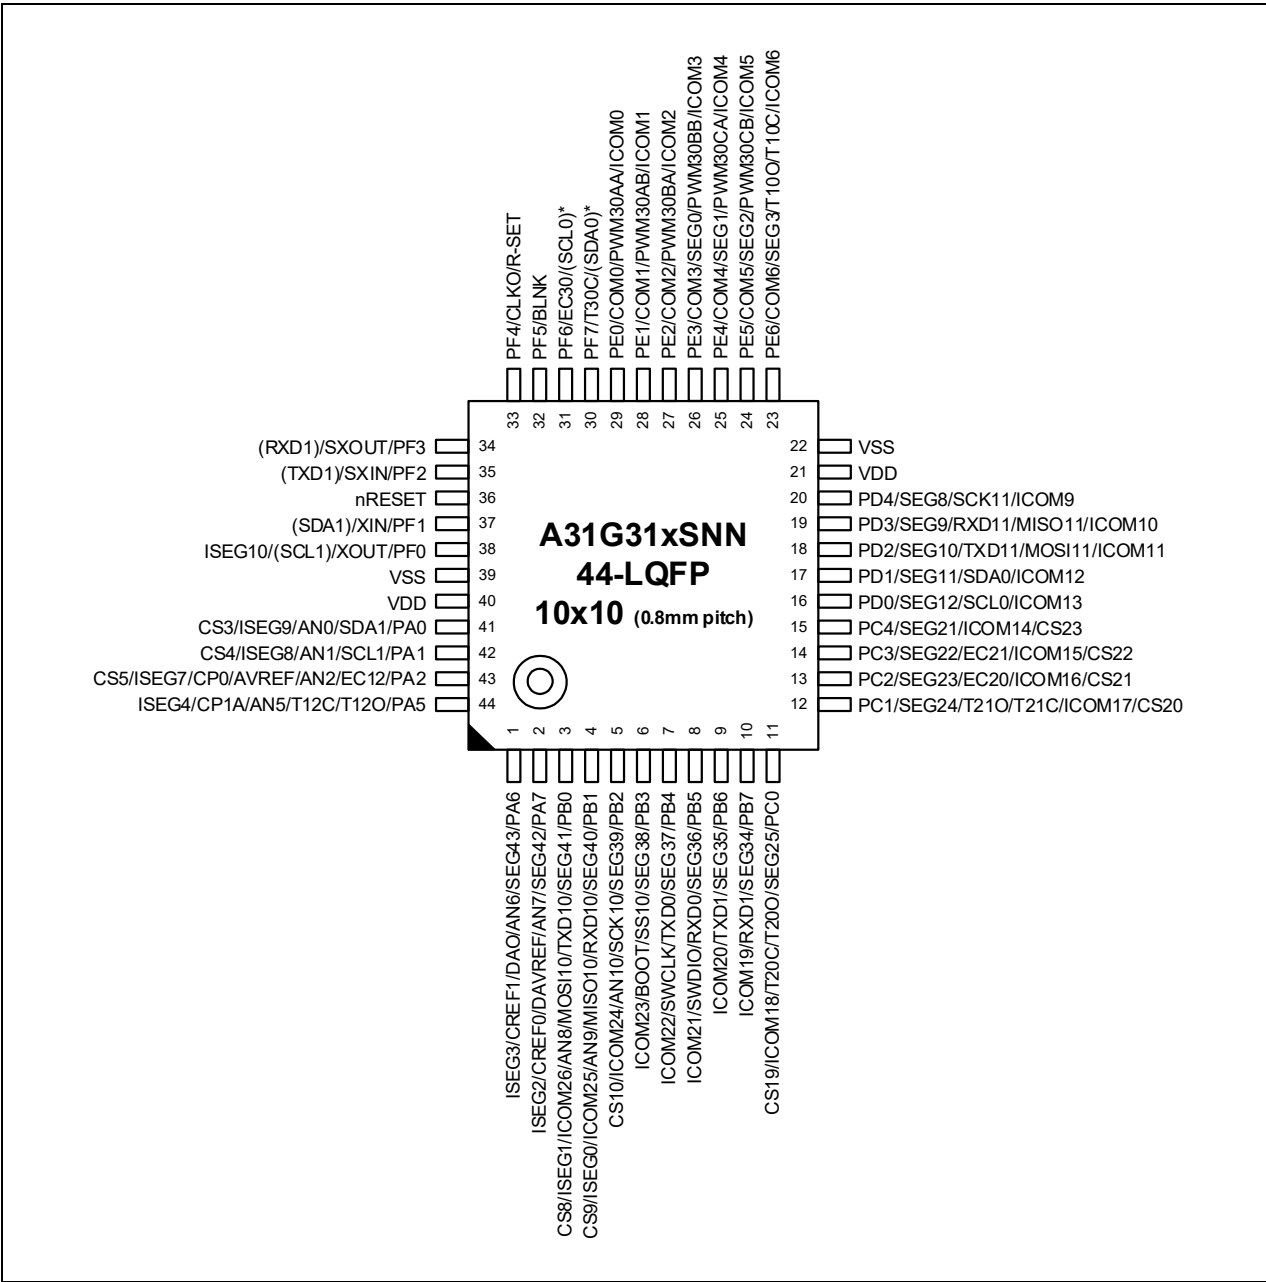 PF4/CLKO/R-SET
PF5/BLNK
PF6/EC30/(SCL0)*
PF7/T30C/(SDA0)*
PE0/COM0/PWM30AA/ICOM0
PE1/COM1/PWM30AB/ICOM1
PE2/COM2/PWM30BA/ICOM2
PE3/COM3/SEG0/PWM30BB/ICOM3
PE4/COM4/SEG1/PWM30CA/ICOM4
PE5/COM5/SEG2/PWM30CB/ICOM5
PE6/COM6/SEG3/T10O/T10C/ICOM6
33 32 31 30 29 28 27 26 25 24 23
(RXD1)/SXOUT/PF3 34
(TXD1)/SXIN/PF2 35
nRESET 36
(SDA1)/XIN/PF1 37
ISEG10/(SCL1)/XOUT/PF0 38
VSS 39
VDD 40
CS3/ISEG9/AN0/SDA1/PA0 41
CS4/ISEG8/AN1/SCL1/PA1 42
CS5/ISEG7/CP0/AVREF/AN2/EC12/PA2 43
ISEG4/CP1A/AN5/T12C/T12O/PA5 44
A31G31xSNN
44-LQFP
10x10 (0.8mm pitch)
22 VSS
21 VDD
20 PD4/SEG8/SCK11/ICOM9
19 PD3/SEG9/RXD11/MISO11/ICOM10
18 PD2/SEG10/TXD11/MOSI11/ICOM11
17 PD1/SEG11/SDA0/ICOM12
16 PD0/SEG12/SCL0/ICOM13
15 PC4/SEG21/ICOM14/CS23
14 PC3/SEG22/EC21/ICOM15/CS22
13 PC2/SEG23/EC20/ICOM16/CS21
12 PC1/SEG24/T21O/T21C/ICOM17/CS20
1 2 3 4 5 6 7 8 9 10 11
ISEG3/CREF1/DAO/AN6/SEG43/PA6
ISEG2/CREF0/DAVREF/AN7/SEG42/PA7
CS8/ISEG1/ICOM26/AN8/MOSI10/TXD10/SEG41/PB0
CS9/ISEG0/ICOM25/AN9/MISO10/RXD10/SEG40/PB1
CS10/ICOM24/AN10/SCK10/SEG39/PB2
ICOM23/BOOT/SS10/SEG38/PB3
ICOM22/SWCLK/TXD0/SEG37/PB4
ICOM21/SWDIO/RXD0/SEG36/PB5
ICOM20/TXD1/SEG35/PB6
ICOM19/RXD1/SEG34/PB7
CS19/ICOM18/T20C/T20O/SEG25/PC0